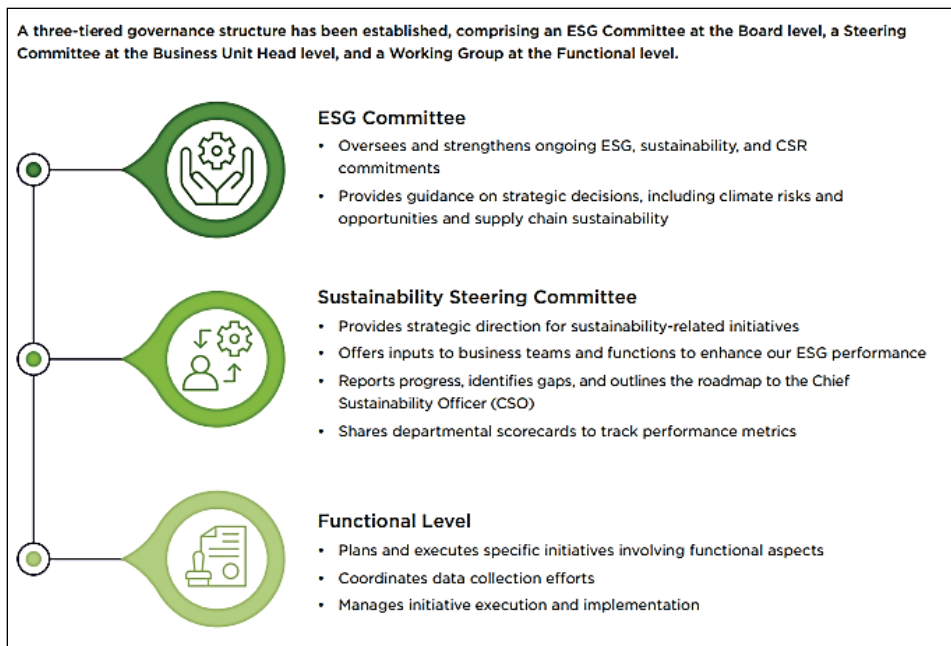 A three-tiered governance structure has been established, comprising an ESG Committee at the Board level, a Steering
Committee at the Business Unit Head level, and a Working Group at the Functional level.
ESG Committee
• Oversees and strengthens ongoing ESG, sustainability, and CSR
commitments
• Provides guidance on strategic decisions, including climate risks and
opportunities and supply chain sustainability
Sustainability Steering Committee
• Provides strategic direction for sustainability-related initiatives
• Offers inputs to business teams and functions to enhance our ESG performance
• Reports progress, identifies gaps, and outlines the roadmap to the Chief
Sustainability Officer (CSO)
• Shares departmental scorecards to track performance metrics
Functional Level
• Plans and executes specific initiatives involving functional aspects
• Coordinates data collection efforts
• Manages initiative execution and implementation